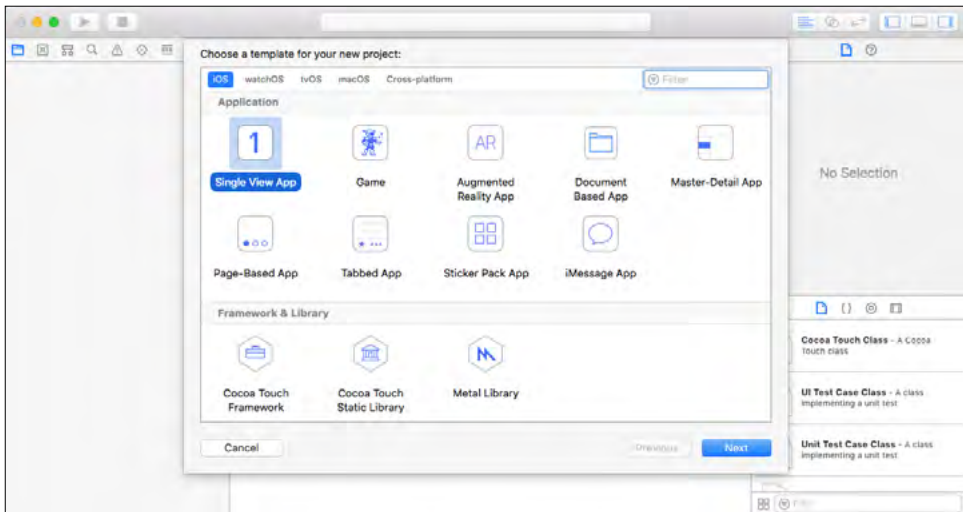 Choose a template for your new project:
iOS watchOS tvOS macOS Cross-platform Filter
Application
1 AR
Single View App Game Augmented Reality App Document Based App Master-Detail App
Page-Based App Tabbed App Sticker Pack App iMessage App
Framework & Library
Cocoa Touch Framework Cocoa Touch Static Library Metal Library
Cancel Previous Next
No Selection
{}
Cocoa Touch Class - A Cocoa
Touch class
UI Test Case Class - A class
implementing a unit test
Unit Test Case Class - A class
implementing a unit test
Filter